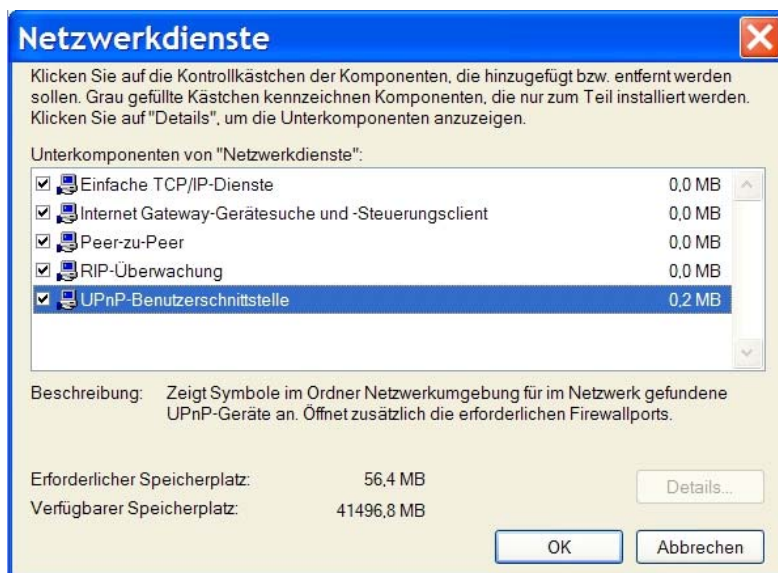 Netzwerkdienste
Klicken Sie auf die Kontrollkästchen der Komponenten, die hinzugefügt bzw. entfernt werden
sollen. Grau gefüllte Kästchen kennzeichnen Komponenten, die nur zum Teil installiert werden.
Klicken Sie auf "Details", um die Unterkomponenten anzuzeigen.
Unterkomponenten von "Netzwerkdienste":
Einfache TCP/IP-Dienste 0,0 MB
Internet Gateway-Gerätesuche und -Steuerungsclient 0,0 MB
Peer-zu-Peer 0,0 MB
RIP-Überwachung 0,0 MB
UPnP-Benutzerschnittstelle 0,2 MB
Beschreibung: Zeigt Symbole im Ordner Netzwerkumgebung für im Netzwerk gefundene
UPnP-Geräte an. Öffnet zusätzlich die erforderlichen Firewallports.
Erforderlicher Speicherplatz: 56,4 MB
Verfügbarer Speicherplatz: 41496,8 MB
Details...
OK Abbrechen